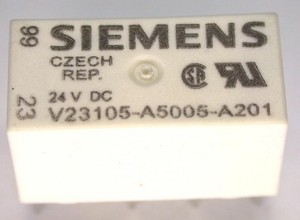 99 SIEMENS
CZECH
REP.
23 24 V DC
V23105-A5005-A201